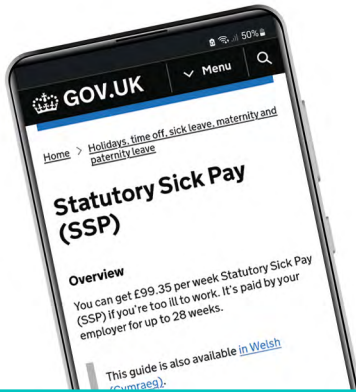 50%
GOV.UK
Menu
Home > Holidays, time off, sick leave, maternity and
paternity leave
Statutory Sick Pay
(SSP)
Overview
You can get £99.35 per week Statutory Sick Pay
(SSP) if you're too ill to work. It's paid by your
employer for up to 28 weeks.
This guide is also available in Welsh
(Cymraeg).